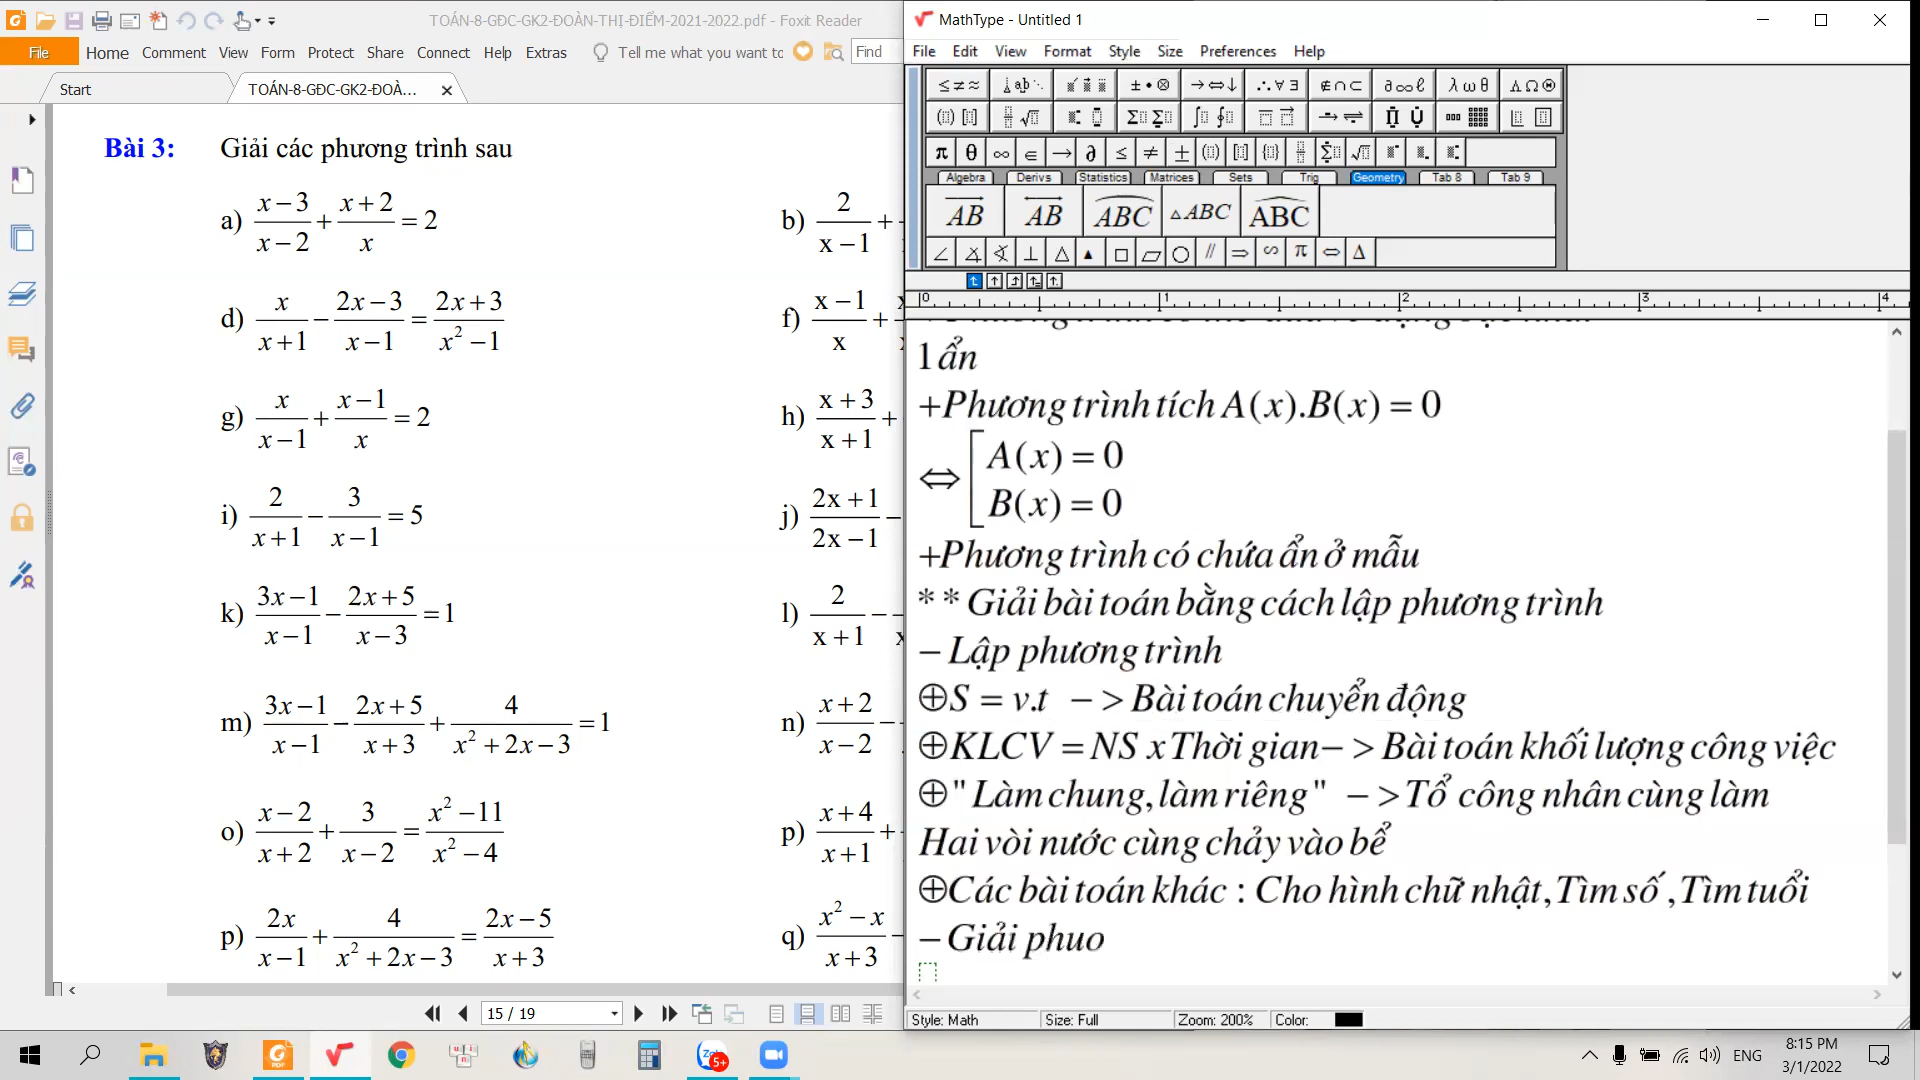 TOÁN-8-GĐC-GK2-ĐOÀN-THỊ-ĐIỂM-2021-2022.pdf - Foxit Reader
File Home Comment View Form Protect Share Connect Help Extras Tell me what you want to Find
Start TOÁN-8-GĐC-GK2-ĐOÀ...
Bài 3: Giải các phương trình sau
a) (x−3)/(x−2) + (x+2)/x = 2
b) 2/(x−1) +
d) x/(x+1) − (2x−3)/(x−1) = (2x+3)/(x²−1)
f) (x−1)/x +
g) x/(x−1) + (x−1)/x = 2
h) (x+3)/(x+1) +
i) 2/(x+1) − 3/(x−1) = 5
j) (2x+1)/(2x−1) −
k) (3x−1)/(x−1) − (2x+5)/(x−3) = 1
l) 2/(x+1) −
m) (3x−1)/(x−1) − (2x+5)/(x+3) + 4/(x²+2x−3) = 1
n) (x+2)/(x−2) −
o) (x−2)/(x+2) + 3/(x−2) = (x²−11)/(x²−4)
p) (x+4)/(x+1) +
p) 2x/(x−1) + 4/(x²+2x−3) = (2x−5)/(x+3)
q) (x²−x)/(x+3) −
15 / 19
MathType - Untitled 1
File Edit View Format Style Size Preferences Help
Algebra Derivs Statistics Matrices Sets Trig Geometry Tab 8 Tab 9
AB AB ABC △ABC ABC
0 1 2 3 4
1 ẩn
+Phương trình tích A(x).B(x) = 0
⇔ [ A(x) = 0
B(x) = 0
+Phương trình có chứa ẩn ở mẫu
** Giải bài toán bằng cách lập phương trình
− Lập phương trình
⊕S = v.t −> Bài toán chuyển động
⊕KLCV = NS x Thời gian−> Bài toán khối lượng công việc
⊕"Làm chung, làm riêng" −>Tổ công nhân cùng làm
Hai vòi nước cùng chảy vào bể
⊕Các bài toán khác : Cho hình chữ nhật,Tìm số ,Tìm tuổi
− Giải phuo
Style: Math Size: Full Zoom: 200% Color:
5+
ENG
8:15 PM
3/1/2022